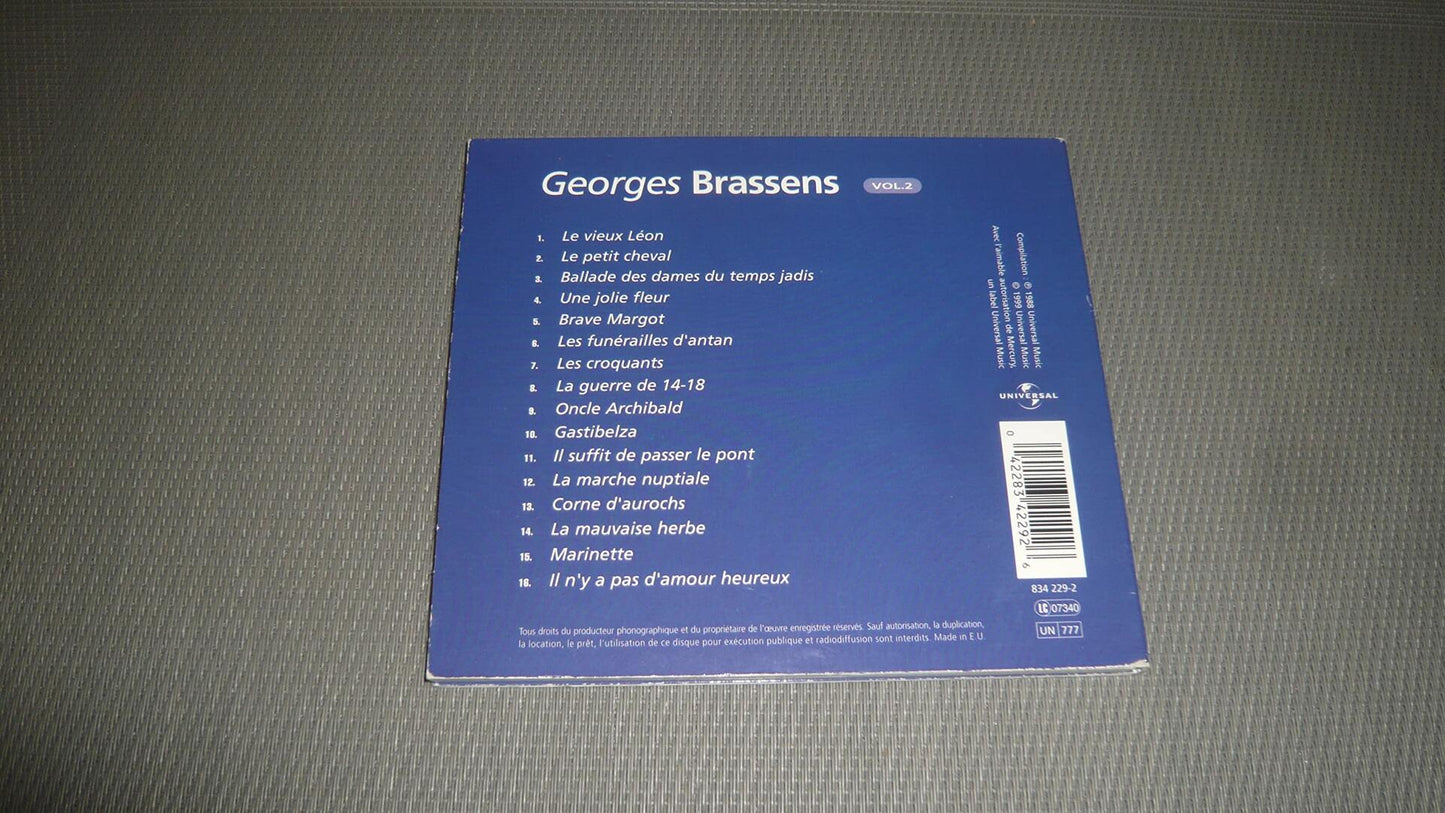 Georges Brassens VOL.2
1. Le vieux Léon
2. Le petit cheval
3. Ballade des dames du temps jadis
4. Une jolie fleur
5. Brave Margot
6. Les funérailles d'antan
7. Les croquants
8. La guerre de 14-18
9. Oncle Archibald
10. Gastibelza
11. Il suffit de passer le pont
12. La marche nuptiale
13. Corne d'aurochs
14. La mauvaise herbe
15. Marinette
16. Il n'y a pas d'amour heureux
Compilation : ℗ 1988 Universal Music
© 1999 Universal Music
Avec l'aimable autorisation de Mercury,
un label Universal Music
UNIVERSAL
0 42283 42292 6
834 229-2
LC 07340
UN 777
Tous droits du producteur phonographique et du propriétaire de l'œuvre enregistrée réservés. Sauf autorisation, la duplication,
la location, le prêt, l'utilisation de ce disque pour exécution publique et radiodiffusion sont interdits. Made in E.U.